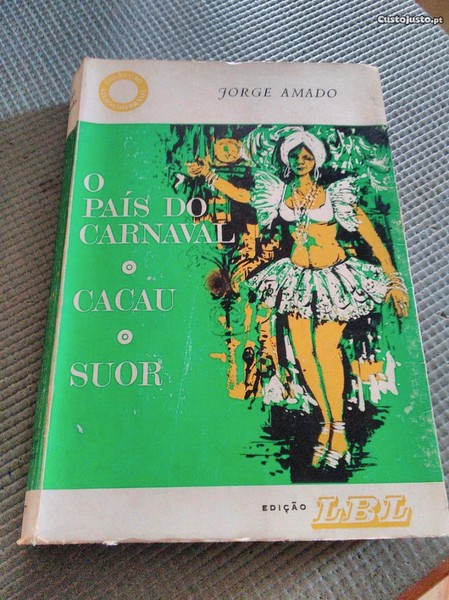 CustoJusto.pt
JORGE AMADO
O
PAÍS DO
CARNAVAL
CACAU
SUOR
EDIÇÃO LBL